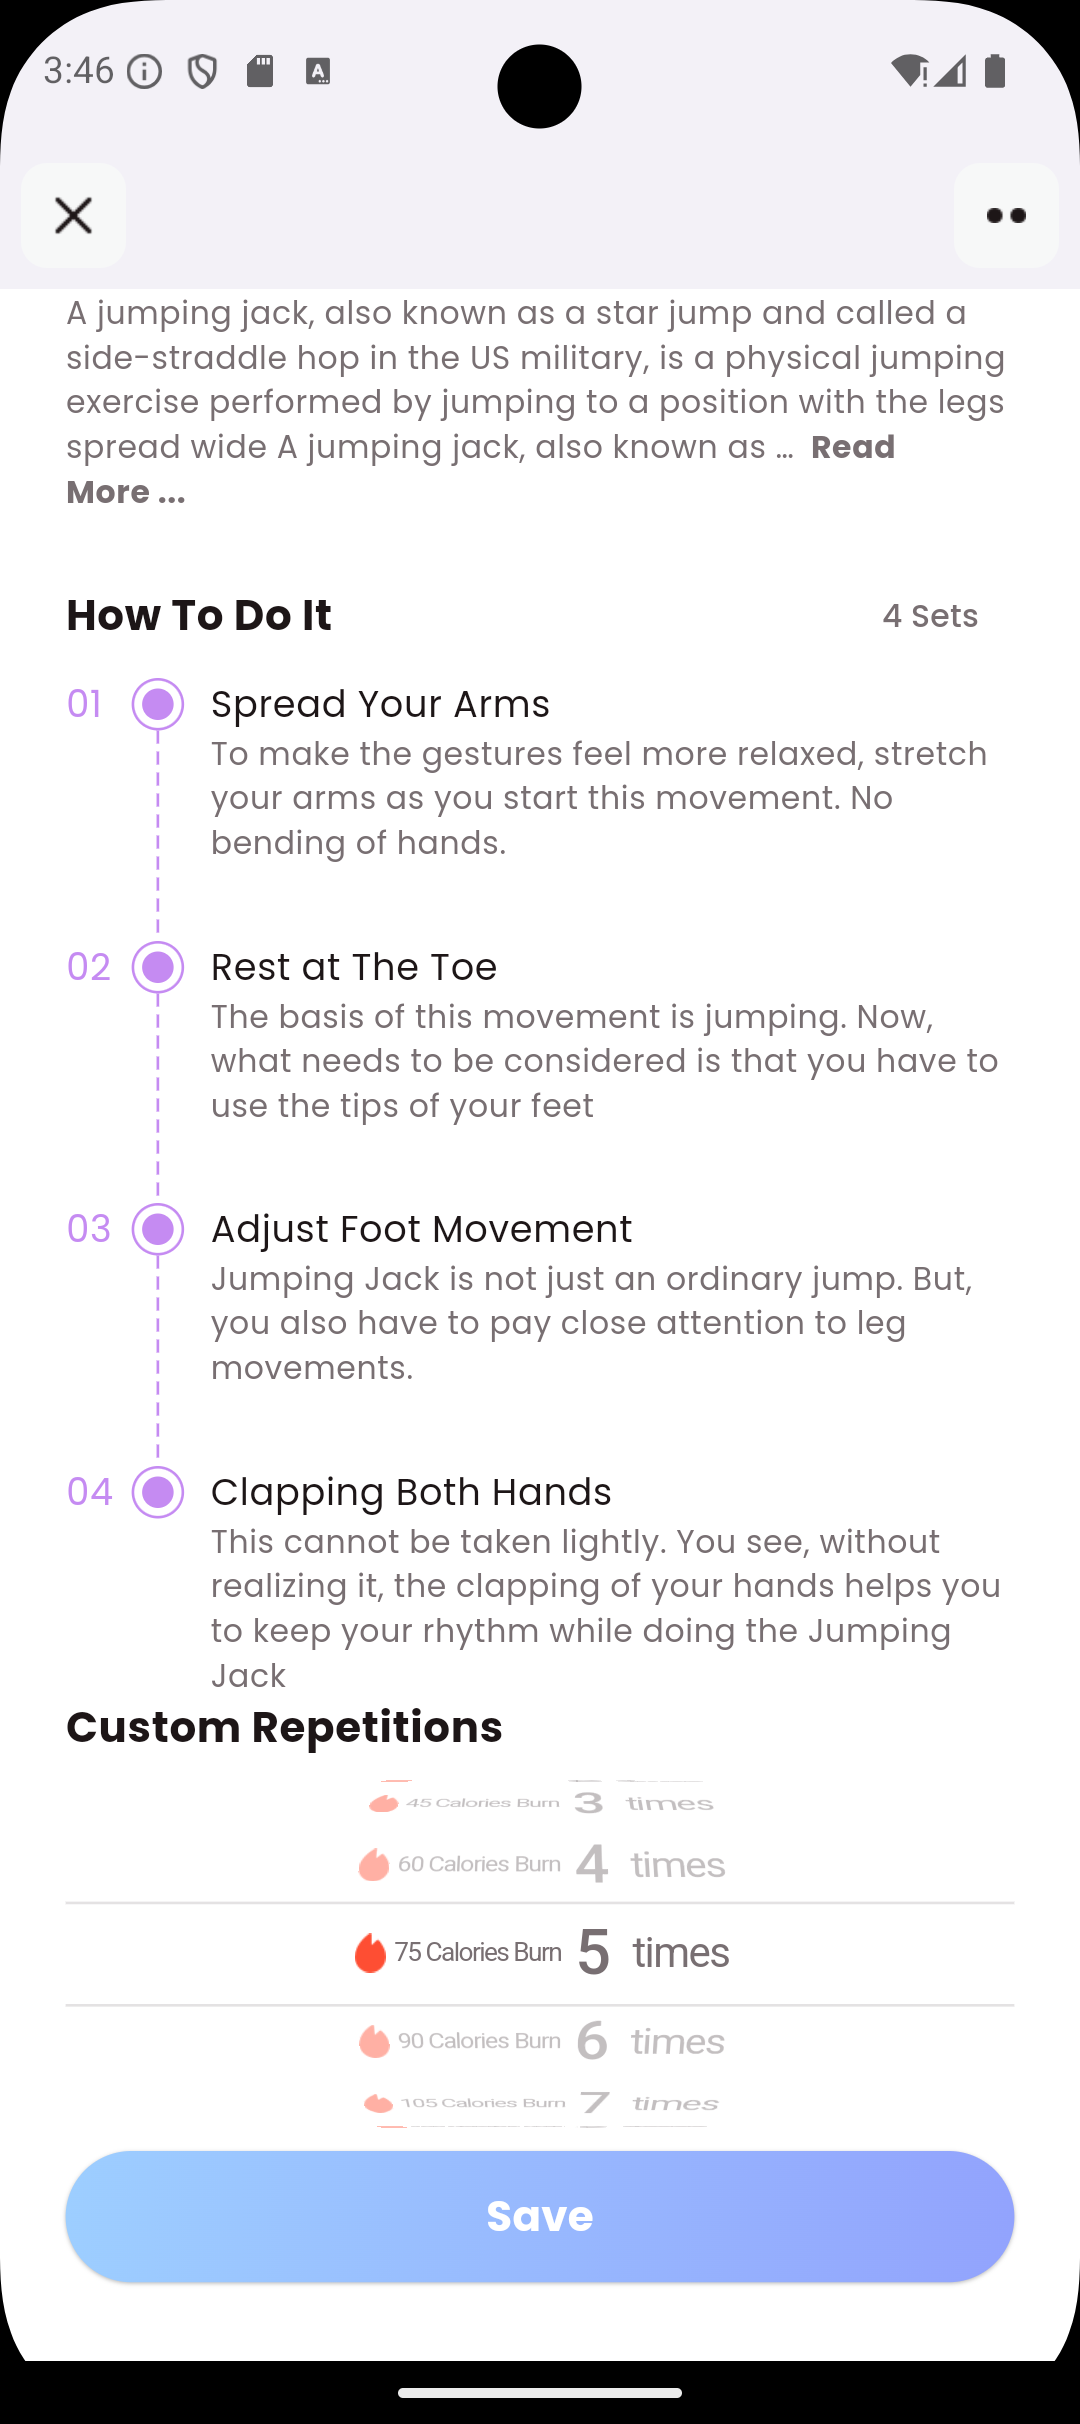 3:46
A jumping jack, also known as a star jump and called a
side-straddle hop in the US military, is a physical jumping
exercise performed by jumping to a position with the legs
spread wide A jumping jack, also known as ... Read
More ...
How To Do It
4 Sets
01
Spread Your Arms
To make the gestures feel more relaxed, stretch
your arms as you start this movement. No
bending of hands.
02
Rest at The Toe
The basis of this movement is jumping. Now,
what needs to be considered is that you have to
use the tips of your feet
03
Adjust Foot Movement
Jumping Jack is not just an ordinary jump. But,
you also have to pay close attention to leg
movements.
04
Clapping Both Hands
This cannot be taken lightly. You see, without
realizing it, the clapping of your hands helps you
to keep your rhythm while doing the Jumping
Jack
Custom Repetitions
45 Calories Burn 3 times
60 Calories Burn 4 times
75 Calories Burn 5 times
90 Calories Burn 6 times
105 Calories Burn 7 times
Save